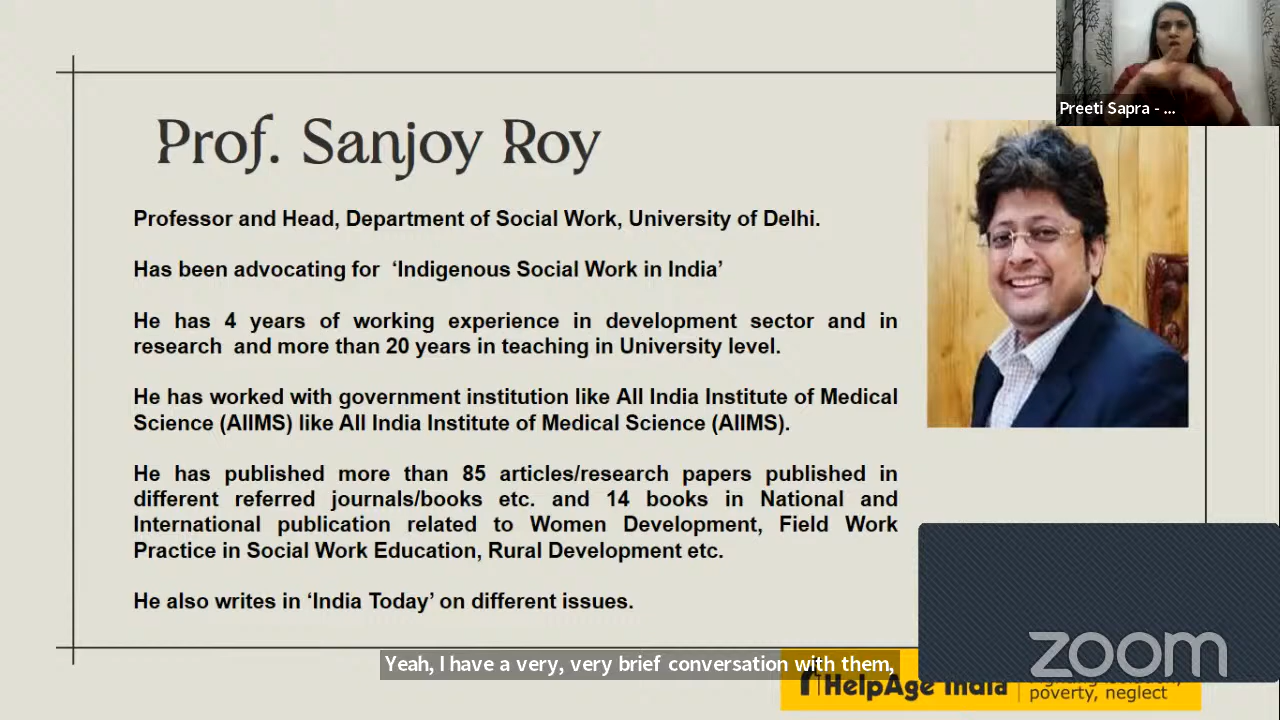 Preeti Sapra - ...
Prof. Sanjoy Roy
Professor and Head, Department of Social Work, University of Delhi.
Has been advocating for ‘Indigenous Social Work in India’
He has 4 years of working experience in development sector and in
research and more than 20 years in teaching in University level.
He has worked with government institution like All India Institute of Medical
Science (AIIMS) like All India Institute of Medical Science (AIIMS).
He has published more than 85 articles/research papers published in
different referred journals/books etc. and 14 books in National and
International publication related to Women Development, Field Work
Practice in Social Work Education, Rural Development etc.
He also writes in ‘India Today’ on different issues.
Yeah, I have a very, very brief conversation with them,
HelpAge India
poverty, neglect
zoom